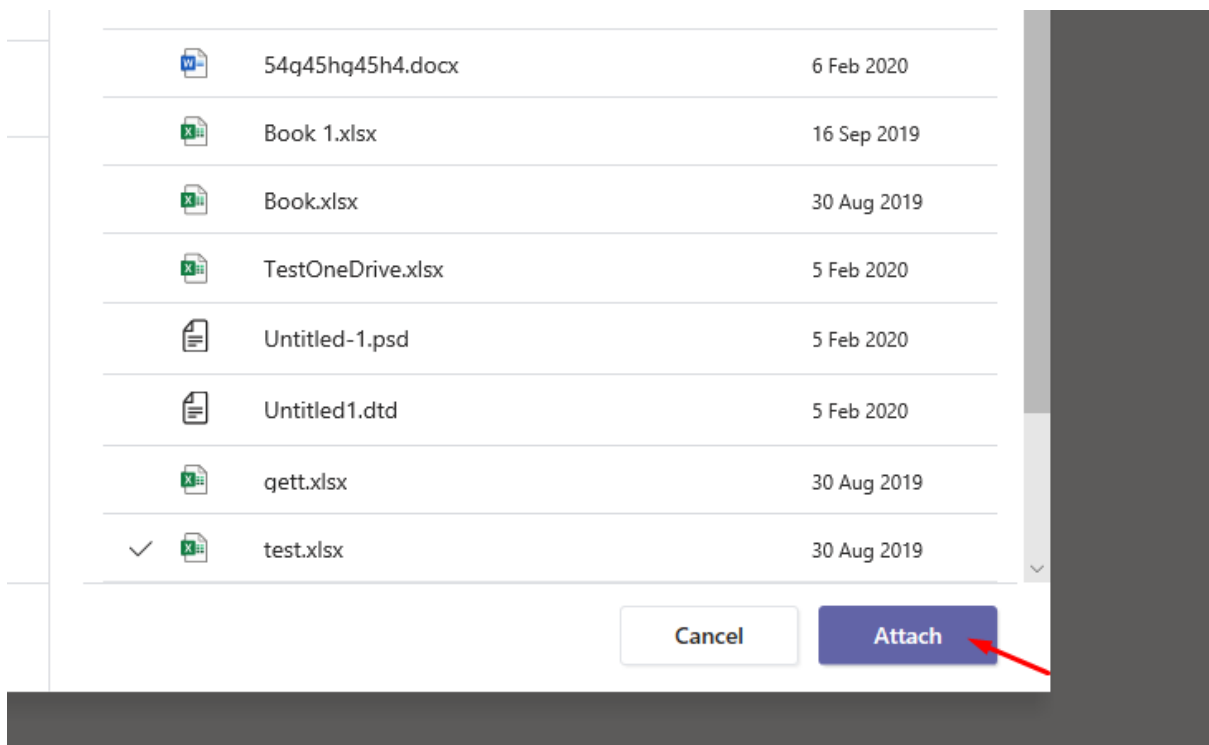 54g45hg45h4.docx 6 Feb 2020
Book 1.xlsx 16 Sep 2019
Book.xlsx 30 Aug 2019
TestOneDrive.xlsx 5 Feb 2020
Untitled-1.psd 5 Feb 2020
Untitled1.dtd 5 Feb 2020
gett.xlsx 30 Aug 2019
test.xlsx 30 Aug 2019
Cancel Attach